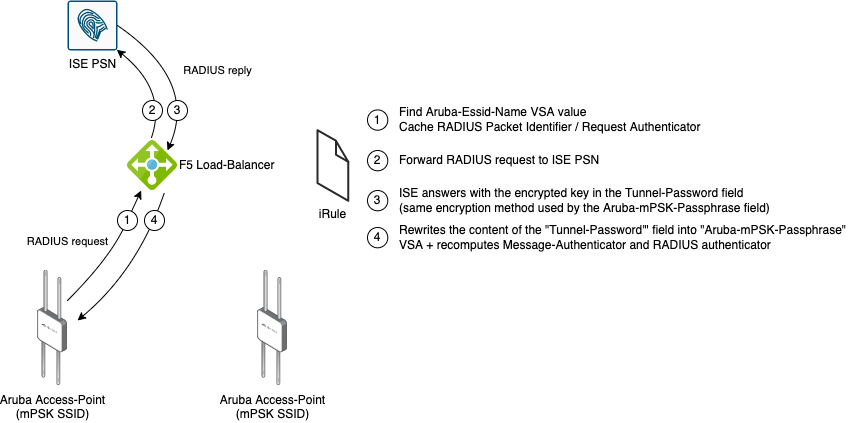 ISE PSN
RADIUS reply
2
3
F5 Load-Balancer
1
4
RADIUS request
Aruba Access-Point
(mPSK SSID)
Aruba Access-Point
(mPSK SSID)
iRule
1
Find Aruba-Essid-Name VSA value
Cache RADIUS Packet Identifier / Request Authenticator
2
Forward RADIUS request to ISE PSN
3
ISE answers with the encrypted key in the Tunnel-Password field
(same encryption method used by the Aruba-mPSK-Passphrase field)
4
Rewrites the content of the "Tunnel-Password'" field into "Aruba-mPSK-Passphrase"
VSA + recomputes Message-Authenticator and RADIUS authenticator